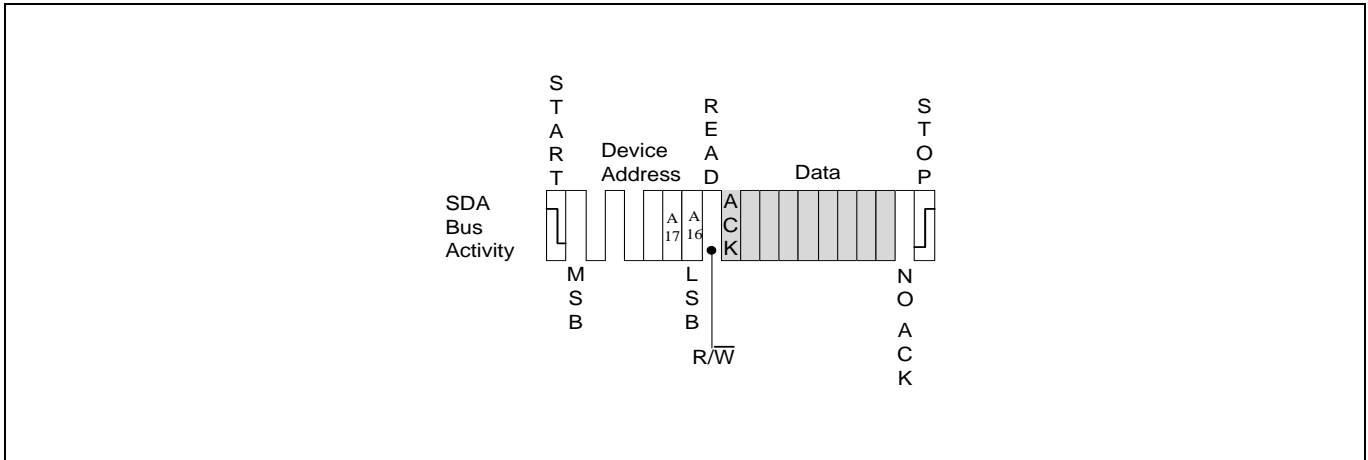 START
READ
STOP
Device
Address
Data
SDA
Bus
Activity
A
17
A
16
ACK
MSB
LSB
NO ACK
R/W̅